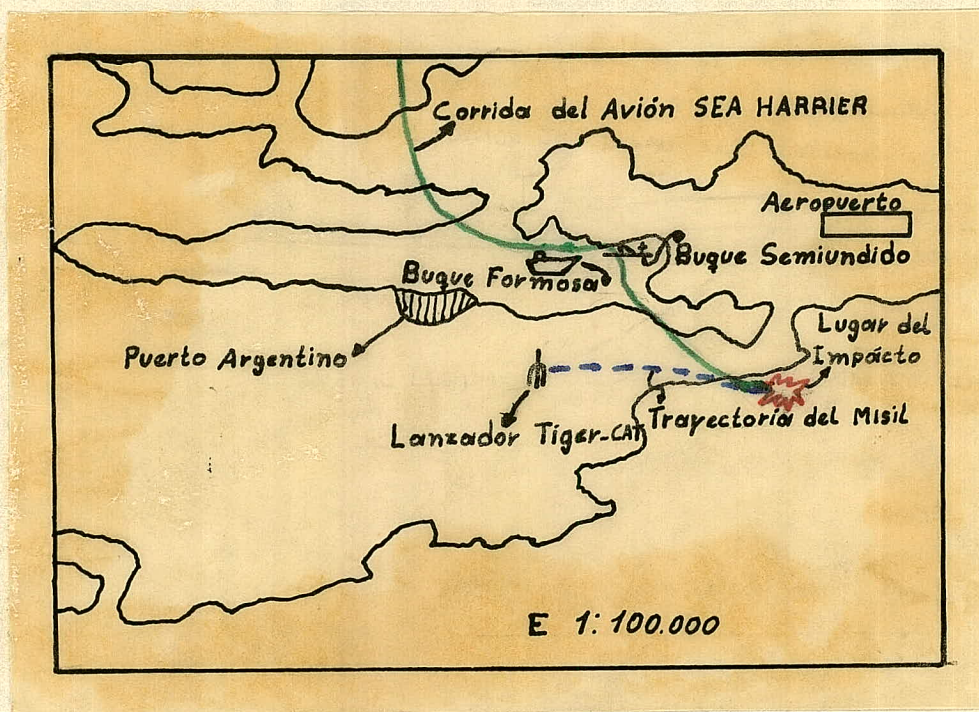 Corrida del Avión SEA HARRIER
Aeropuerto
Buque Semiundido
Buque Formosa
Lugar del
Impácto
Puerto Argentino
Trayectoria del Misil
Lanzador Tiger-CAT
E 1:100.000